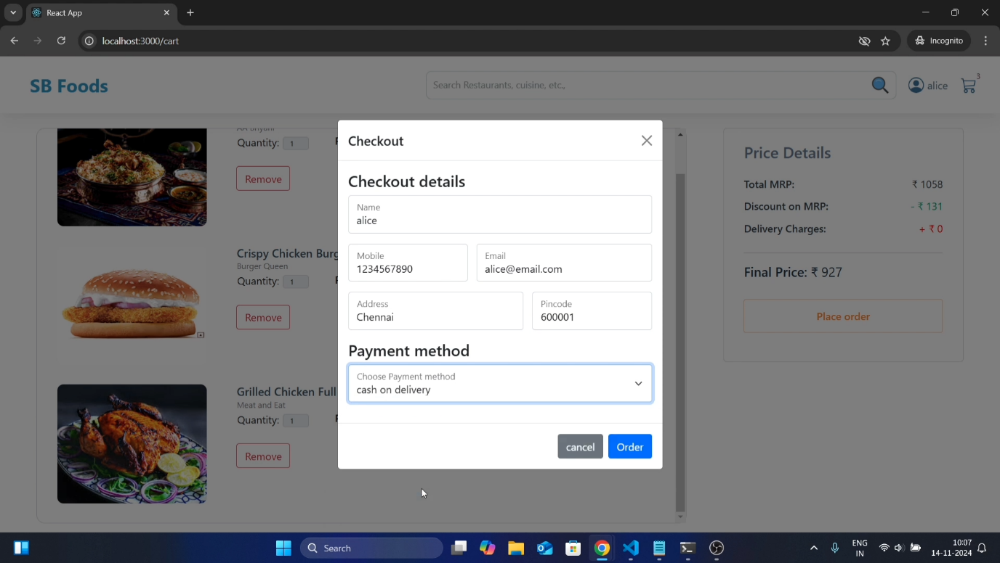 React App
localhost:3000/cart
Incognito
SB Foods
Search Restaurants, cuisine, etc.,
alice
3
Quantity: 1
Remove
Crispy Chicken Burg
Burger Queen
Quantity: 1
Remove
Grilled Chicken Full
Meat and Eat
Quantity: 1
Remove
Checkout
Checkout details
Name
alice
Mobile
1234567890
Email
alice@email.com
Address
Chennai
Pincode
600001
Payment method
Choose Payment method
cash on delivery
cancel
Order
Price Details
Total MRP: ₹ 1058
Discount on MRP: - ₹ 131
Delivery Charges: + ₹ 0
Final Price: ₹ 927
Place order
Search
ENG
IN
10:07
14-11-2024